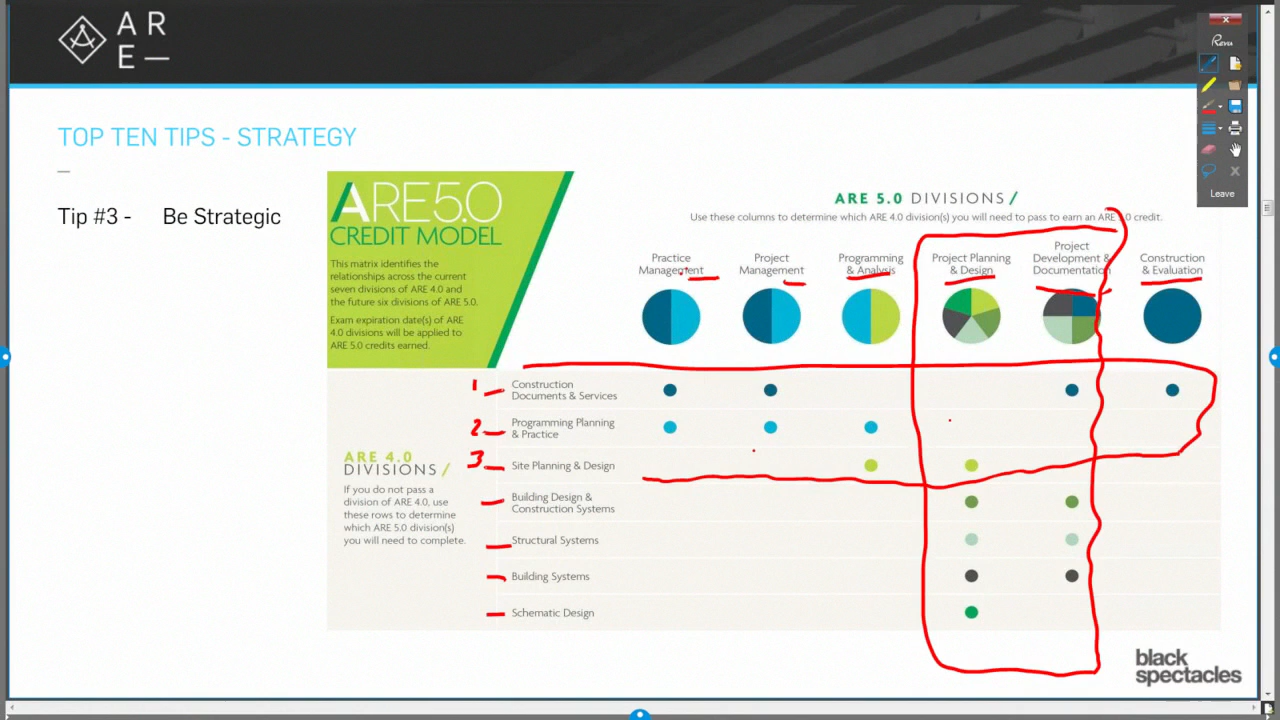 A R
E —
TOP TEN TIPS - STRATEGY
Tip #3 - Be Strategic
ARE5.0
CREDIT MODEL
This matrix identifies the
relationships across the current
seven divisions of ARE 4.0 and
the future six divisions of ARE 5.0.
Exam expiration date(s) of ARE
4.0 divisions will be applied to
ARE 5.0 credits earned.
ARE 5.0 DIVISIONS /
Use these columns to determine which ARE 4.0 division(s) you will need to pass to earn an ARE 5.0 credit.
Practice
Management
Project
Management
Programming
& Analysis
Project Planning
& Design
Project
Development &
Documentation
Construction
& Evaluation
1 Construction
Documents & Services
2 Programming Planning
& Practice
3 Site Planning & Design
Building Design &
Construction Systems
Structural Systems
Building Systems
Schematic Design
ARE 4.0
DIVISIONS /
If you do not pass a
division of ARE 4.0, use
these rows to determine
which ARE 5.0 division(s)
you will need to complete.
black
spectacles
Revu
Leave